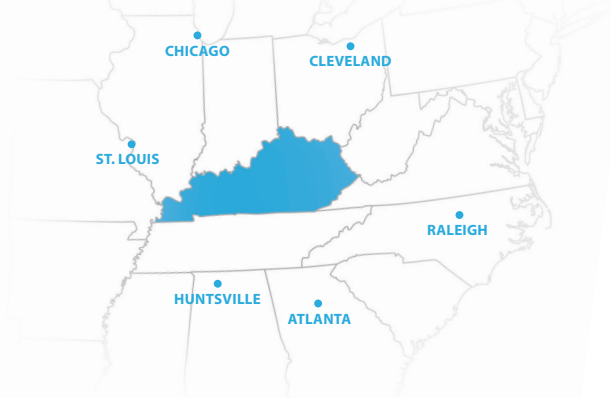 CHICAGO
CLEVELAND
ST. LOUIS
RALEIGH
HUNTSVILLE
ATLANTA